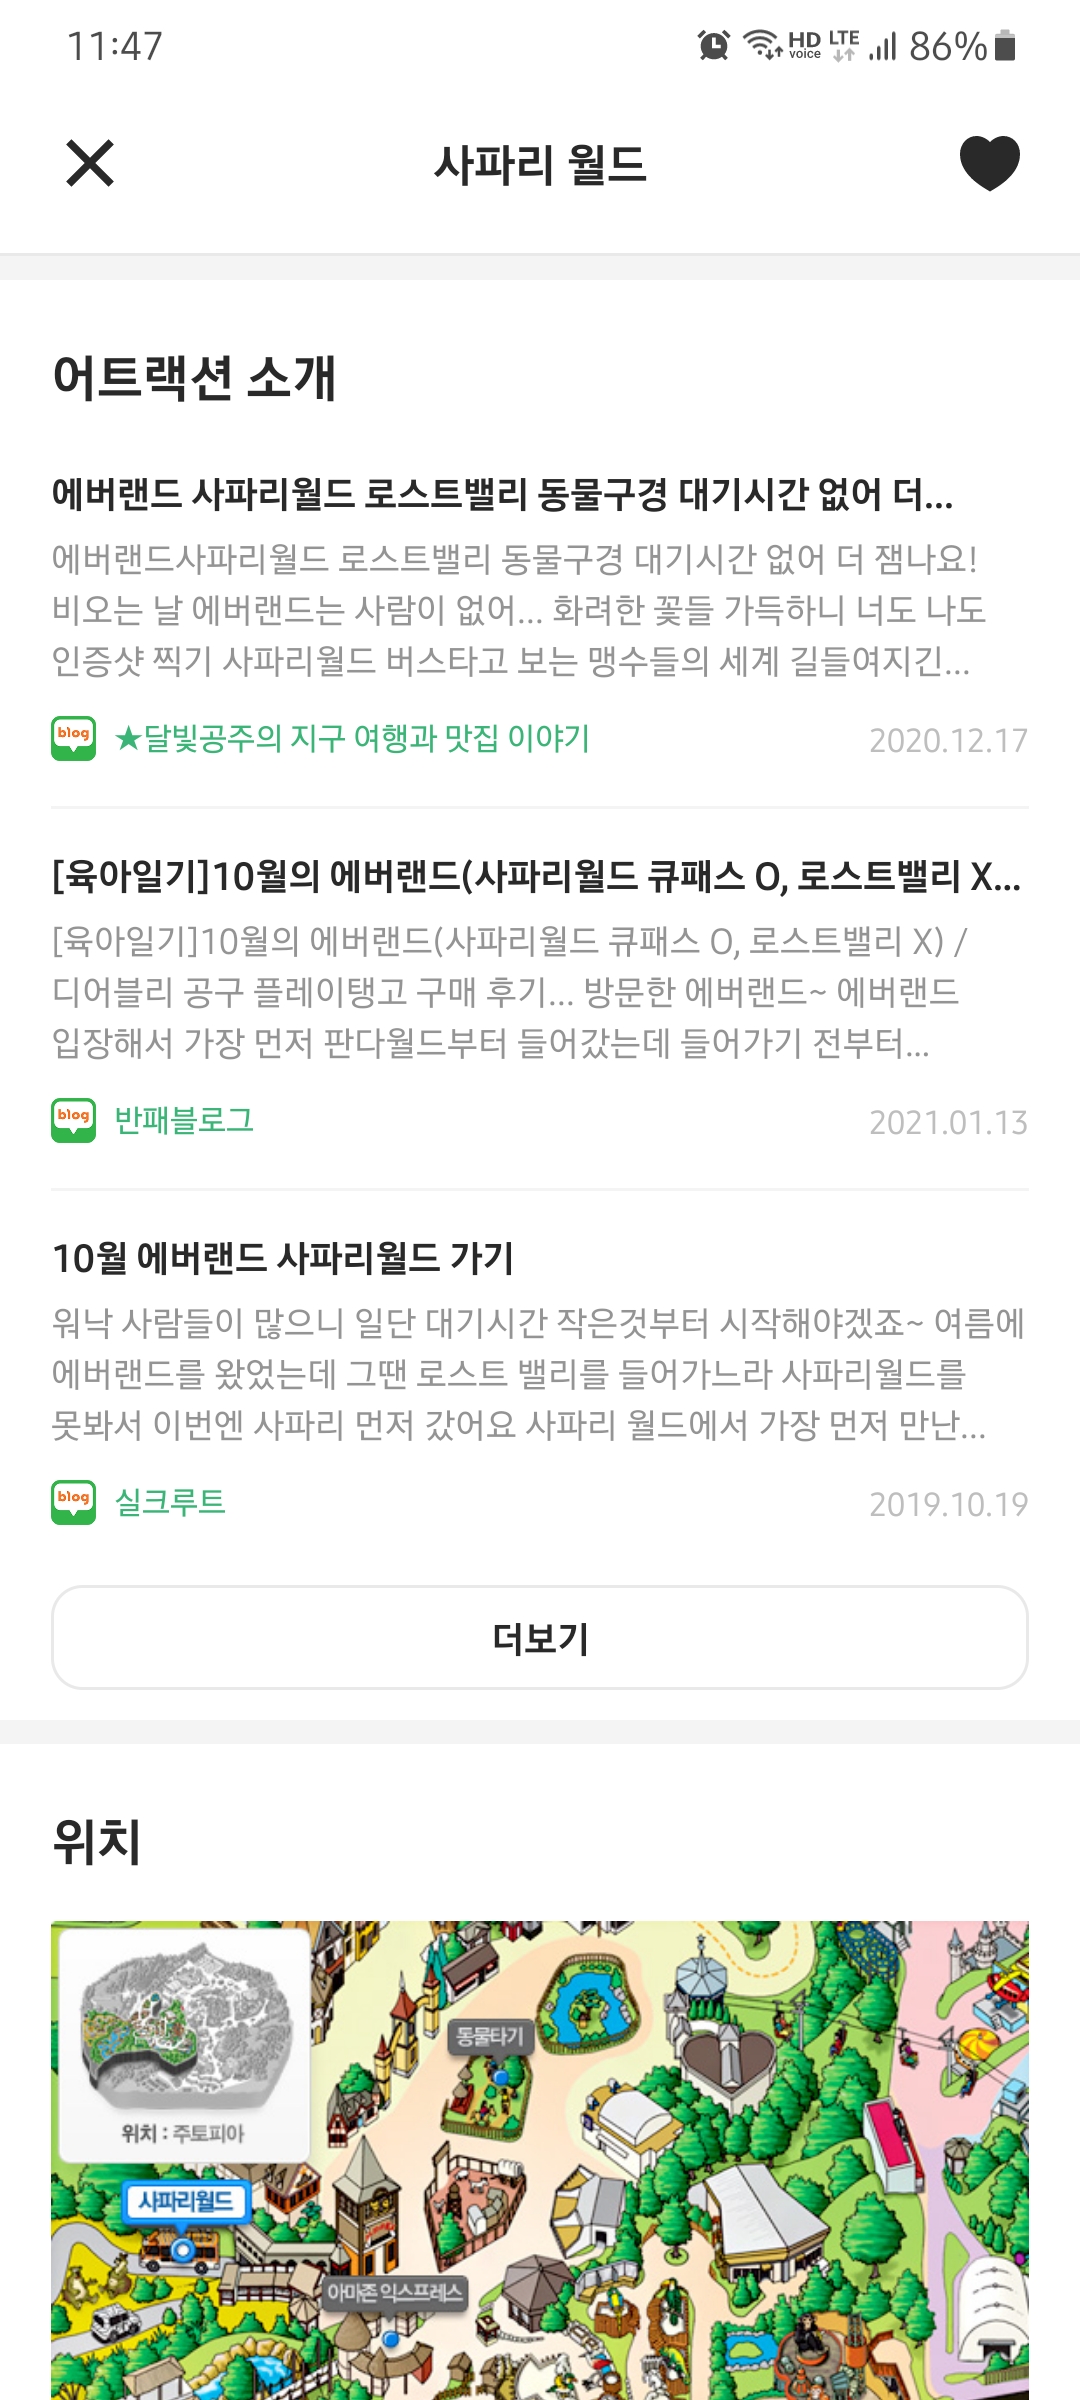 11:47
HD voice LTE 86%
사파리 월드
어트랙션 소개
에버랜드 사파리월드 로스트밸리 동물구경 대기시간 없어 더...
에버랜드사파리월드 로스트밸리 동물구경 대기시간 없어 더 잼나요!
비오는 날 에버랜드는 사람이 없어... 화려한 꽃들 가득하니 너도 나도
인증샷 찍기 사파리월드 버스타고 보는 맹수들의 세계 길들여지긴...
blog ★달빛공주의 지구 여행과 맛집 이야기 2020.12.17
[육아일기]10월의 에버랜드(사파리월드 큐패스 O, 로스트밸리 X...
[육아일기]10월의 에버랜드(사파리월드 큐패스 O, 로스트밸리 X) /
디어블리 공구 플레이탱고 구매 후기... 방문한 에버랜드~ 에버랜드
입장해서 가장 먼저 판다월드부터 들어갔는데 들어가기 전부터...
blog 반패블로그 2021.01.13
10월 에버랜드 사파리월드 가기
워낙 사람들이 많으니 일단 대기시간 작은것부터 시작해야겠죠~ 여름에
에버랜드를 왔었는데 그땐 로스트 밸리를 들어가느라 사파리월드를
못봐서 이번엔 사파리 먼저 갔어요 사파리 월드에서 가장 먼저 만난...
blog 실크루트 2019.10.19
더보기
위치
동물타기
위치 : 주토피아
사파리월드
아마존 익스프레스